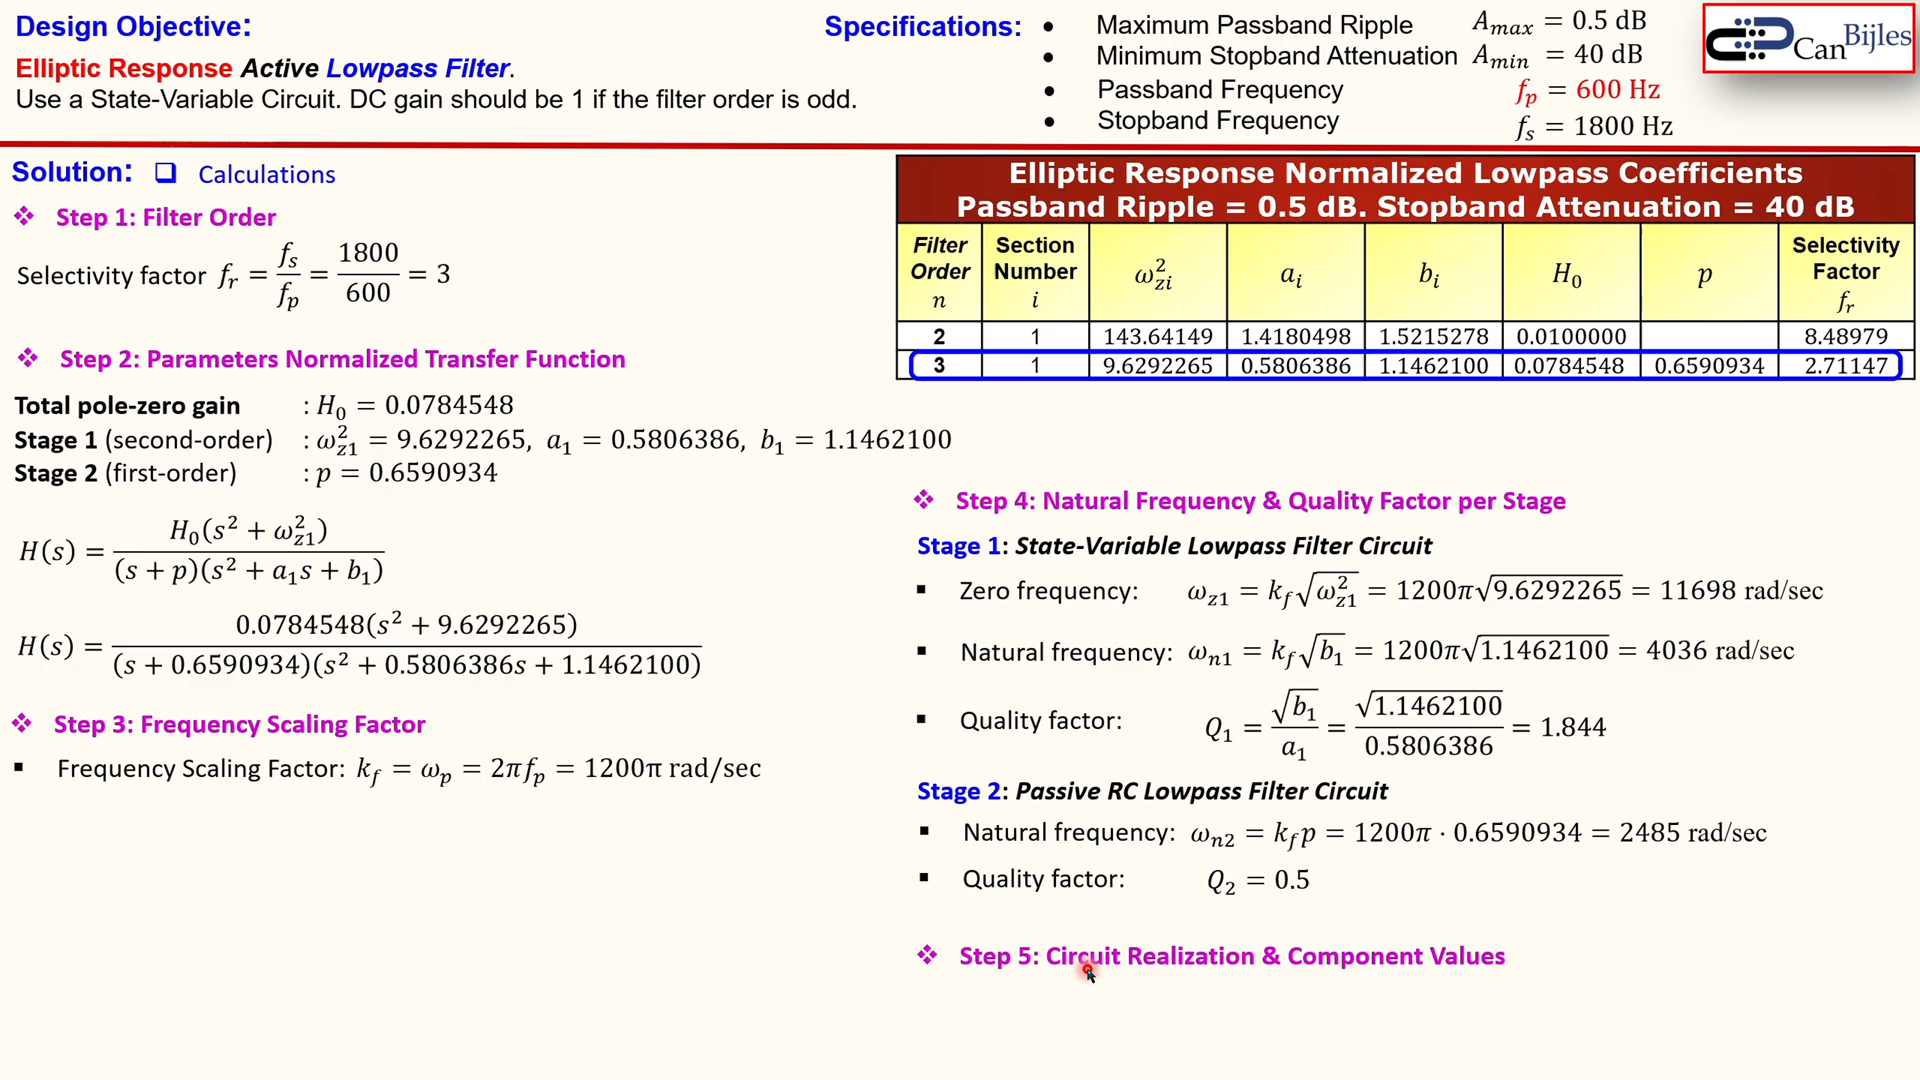 Design Objective:
Elliptic Response Active Lowpass Filter.
Use a State-Variable Circuit. DC gain should be 1 if the filter order is odd.
Specifications:
• Maximum Passband Ripple A_max = 0.5 dB
• Minimum Stopband Attenuation A_min = 40 dB
• Passband Frequency f_p = 600 Hz
• Stopband Frequency f_s = 1800 Hz
CanBijles
Solution: ❑ Calculations
❖ Step 1: Filter Order
Selectivity factor f_r = f_s / f_p = 1800 / 600 = 3
❖ Step 2: Parameters Normalized Transfer Function
Total pole-zero gain : H_0 = 0.0784548
Stage 1 (second-order) : ω_z1^2 = 9.6292265, a_1 = 0.5806386, b_1 = 1.1462100
Stage 2 (first-order) : p = 0.6590934
H(s) = H_0(s^2 + ω_z1^2) / (s + p)(s^2 + a_1s + b_1)
H(s) = 0.0784548(s^2 + 9.6292265) / (s + 0.6590934)(s^2 + 0.5806386s + 1.1462100)
❖ Step 3: Frequency Scaling Factor
▪ Frequency Scaling Factor: k_f = ω_p = 2πf_p = 1200π rad/sec
Elliptic Response Normalized Lowpass Coefficients
Passband Ripple = 0.5 dB. Stopband Attenuation = 40 dB
Filter Order n | Section Number i | ω_zi^2 | a_i | b_i | H_0 | p | Selectivity Factor f_r
2 | 1 | 143.64149 | 1.4180498 | 1.5215278 | 0.0100000 | | 8.48979
3 | 1 | 9.6292265 | 0.5806386 | 1.1462100 | 0.0784548 | 0.6590934 | 2.71147
❖ Step 4: Natural Frequency & Quality Factor per Stage
Stage 1: State-Variable Lowpass Filter Circuit
▪ Zero frequency: ω_z1 = k_f√(ω_z1^2) = 1200π√9.6292265 = 11698 rad/sec
▪ Natural frequency: ω_n1 = k_f√b_1 = 1200π√1.1462100 = 4036 rad/sec
▪ Quality factor: Q_1 = √b_1 / a_1 = √1.1462100 / 0.5806386 = 1.844
Stage 2: Passive RC Lowpass Filter Circuit
▪ Natural frequency: ω_n2 = k_f p = 1200π · 0.6590934 = 2485 rad/sec
▪ Quality factor: Q_2 = 0.5
❖ Step 5: Circuit Realization & Component Values